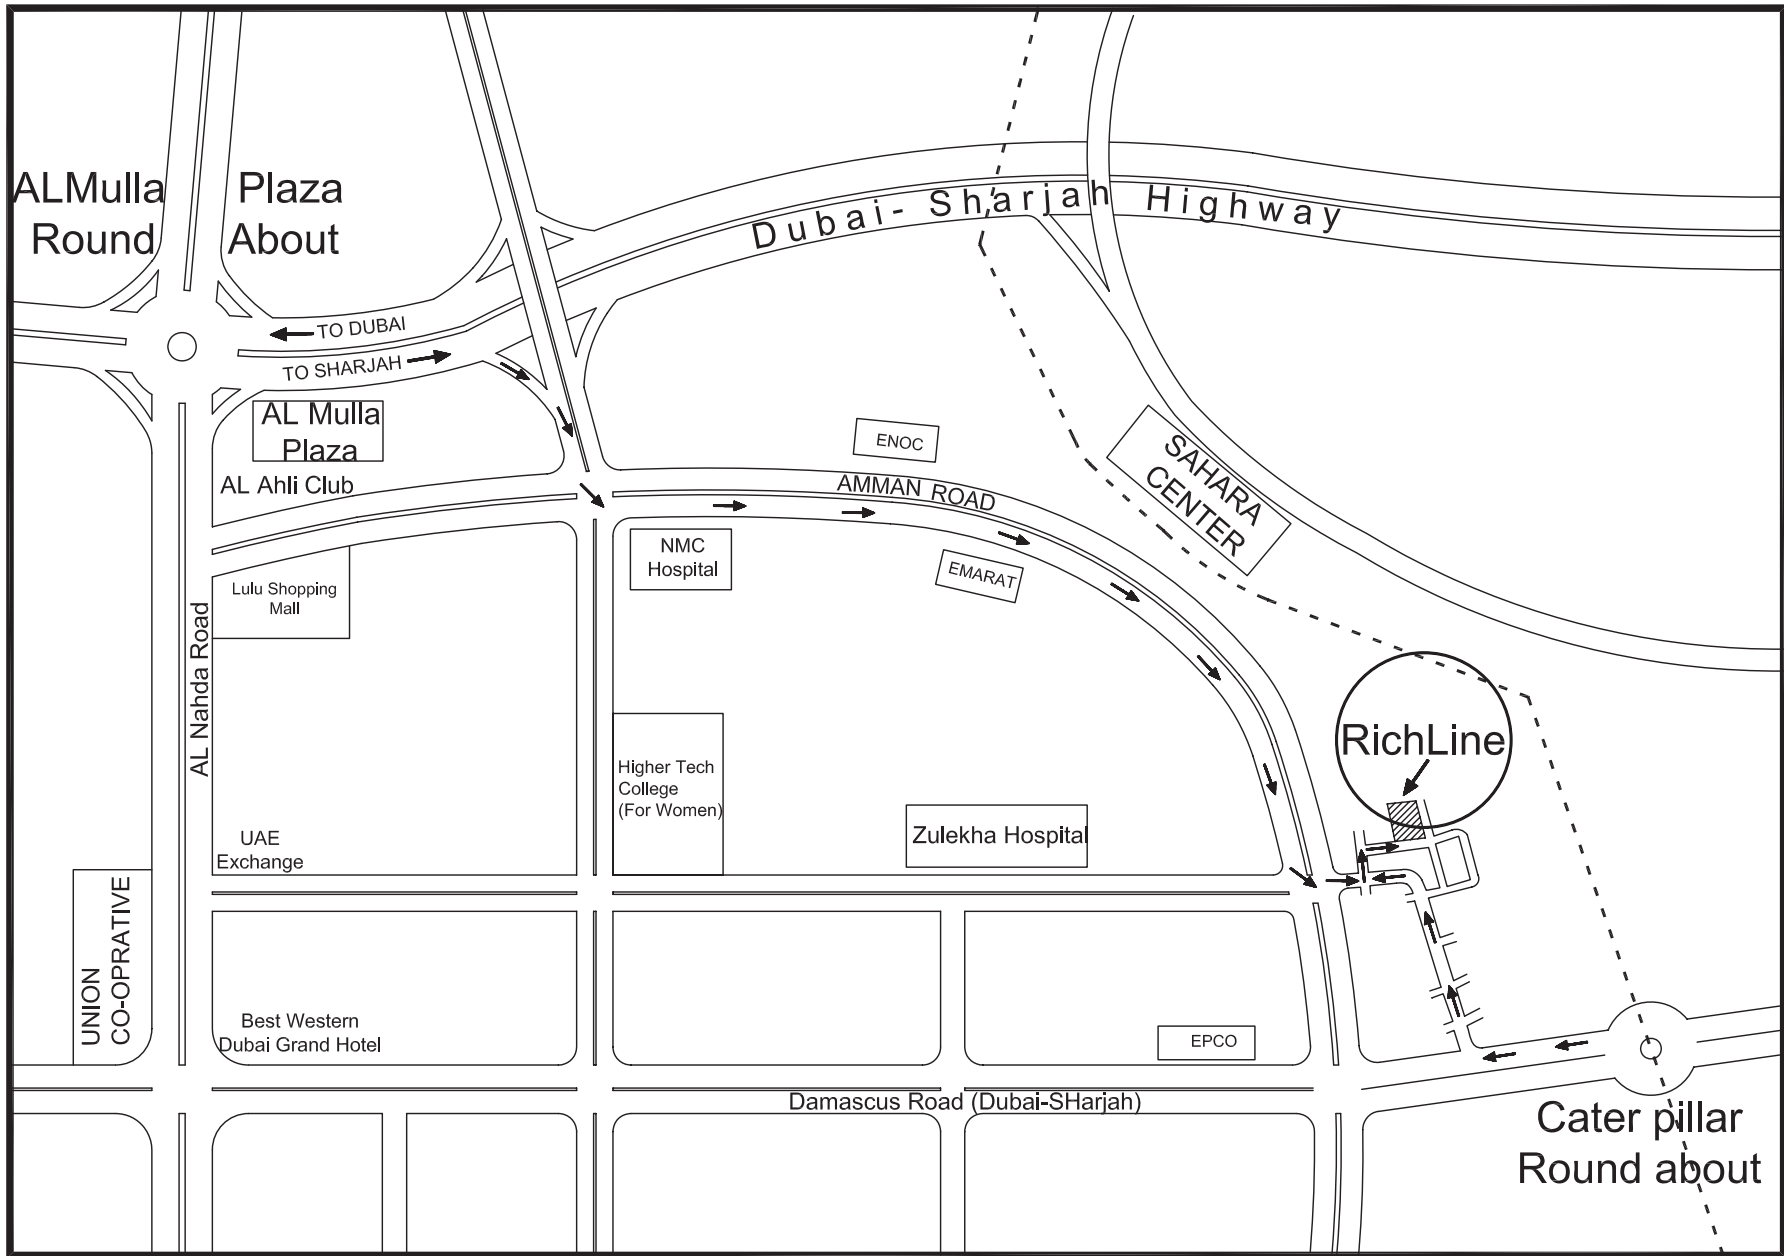 ALMulla Plaza
Round About
Dubai- Sharjah Highway
TO DUBAI
TO SHARJAH
AL Mulla
Plaza
AL Ahli Club
ENOC
AMMAN ROAD
SAHARA
CENTER
NMC
Hospital
EMARAT
Lulu Shopping
Mall
AL Nahda Road
RichLine
Higher Tech
College
(For Women)
Zulekha Hospital
UAE
Exchange
UNION
CO-OPRATIVE
Best Western
Dubai Grand Hotel
EPCO
Damascus Road (Dubai-SHarjah)
Cater pillar
Round about